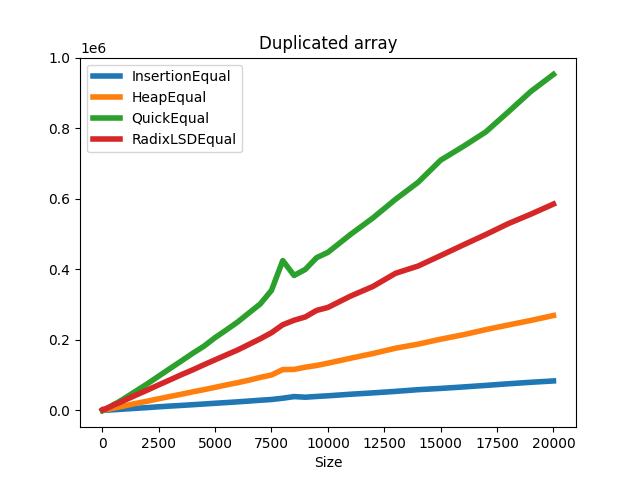 Duplicated array
1e6
1.0
0.8
0.6
0.4
0.2
0.0
InsertionEqual
HeapEqual
QuickEqual
RadixLSDEqual
0 2500 5000 7500 10000 12500 15000 17500 20000
Size